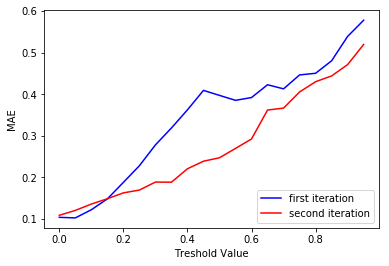 0.6
0.5
0.4
0.3
0.2
0.1
MAE
0.0 0.2 0.4 0.6 0.8
Treshold Value
first iteration
second iteration